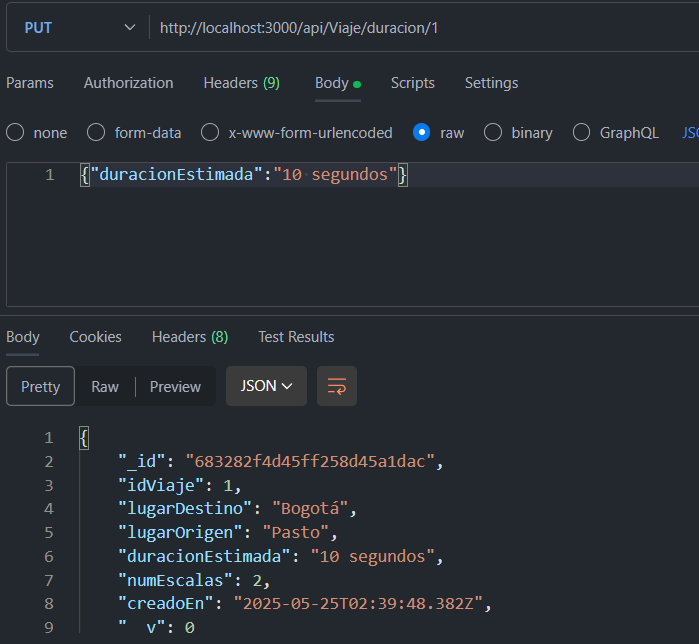 PUT http://localhost:3000/api/Viaje/duracion/1
Params Authorization Headers (9) Body Scripts Settings
none form-data x-www-form-urlencoded raw binary GraphQL JSO
1 {"duracionEstimada":"10 segundos"}
Body Cookies Headers (8) Test Results
Pretty Raw Preview JSON
1 {
2 "_id": "683282f4d45ff258d45a1dac",
3 "idViaje": 1,
4 "lugarDestino": "Bogotá",
5 "lugarOrigen": "Pasto",
6 "duracionEstimada": "10 segundos",
7 "numEscalas": 2,
8 "creadoEn": "2025-05-25T02:39:48.382Z",
9 "__v": 0